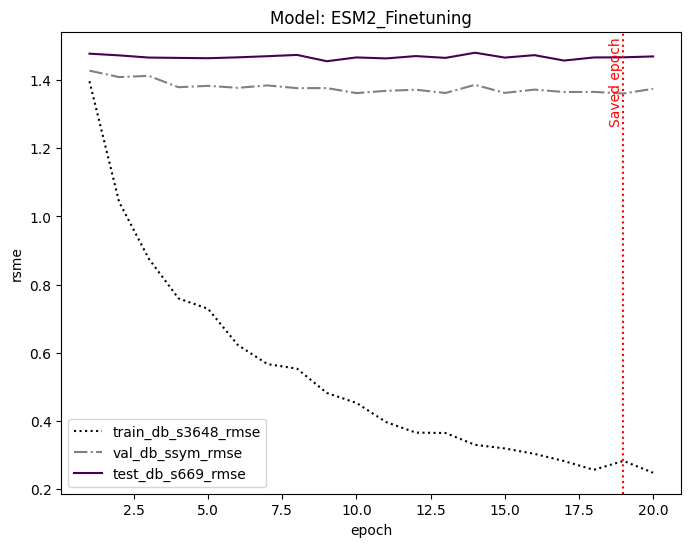 Model: ESM2_Finetuning
Saved epoch
1.4
1.2
1.0
0.8
0.6
0.4
0.2
rsme
train_db_s3648_rmse
val_db_ssym_rmse
test_db_s669_rmse
2.5 5.0 7.5 10.0 12.5 15.0 17.5 20.0
epoch